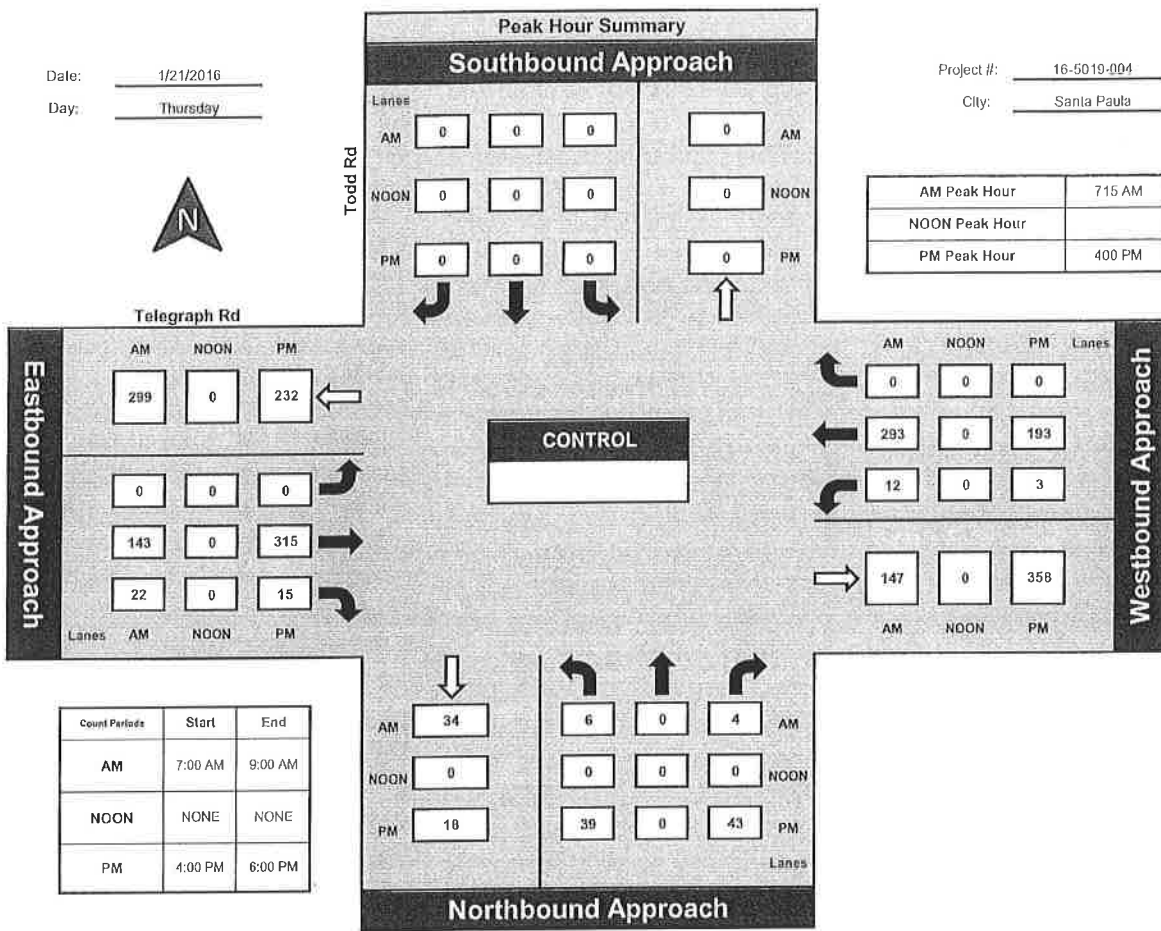 Peak Hour Summary
Southbound Approach
Date: 1/21/2016
Day: Thursday
Project #: 16-5019-004
City: Santa Paula
N
Todd Rd
Lanes
AM 0 0 0 0 AM
NOON 0 0 0 0 NOON
PM 0 0 0 0 PM
AM Peak Hour 715 AM
NOON Peak Hour
PM Peak Hour 400 PM
Telegraph Rd
Eastbound Approach
AM NOON PM
299 0 232
0 0 0
143 0 315
22 0 15
Lanes AM NOON PM
CONTROL
AM NOON PM Lanes
0 0 0
293 0 193
12 0 3
147 0 358
AM NOON PM
Westbound Approach
AM 34 6 0 4 AM
NOON 0 0 0 0 NOON
PM 18 39 0 43 PM
Lanes
Northbound Approach
Count Periods Start End
AM 7:00 AM 9:00 AM
NOON NONE NONE
PM 4:00 PM 6:00 PM